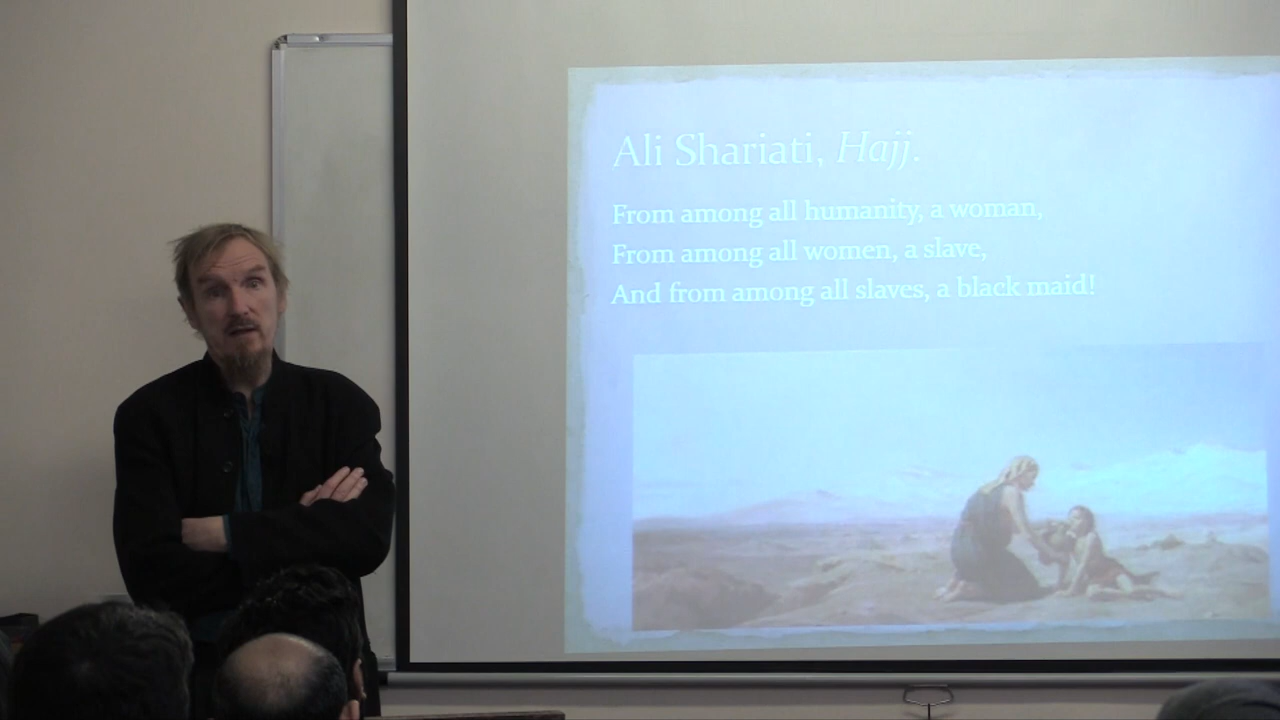 Ali Shariati, Hajj.
From among all humanity, a woman,
From among all women, a slave,
And from among all slaves, a black maid!